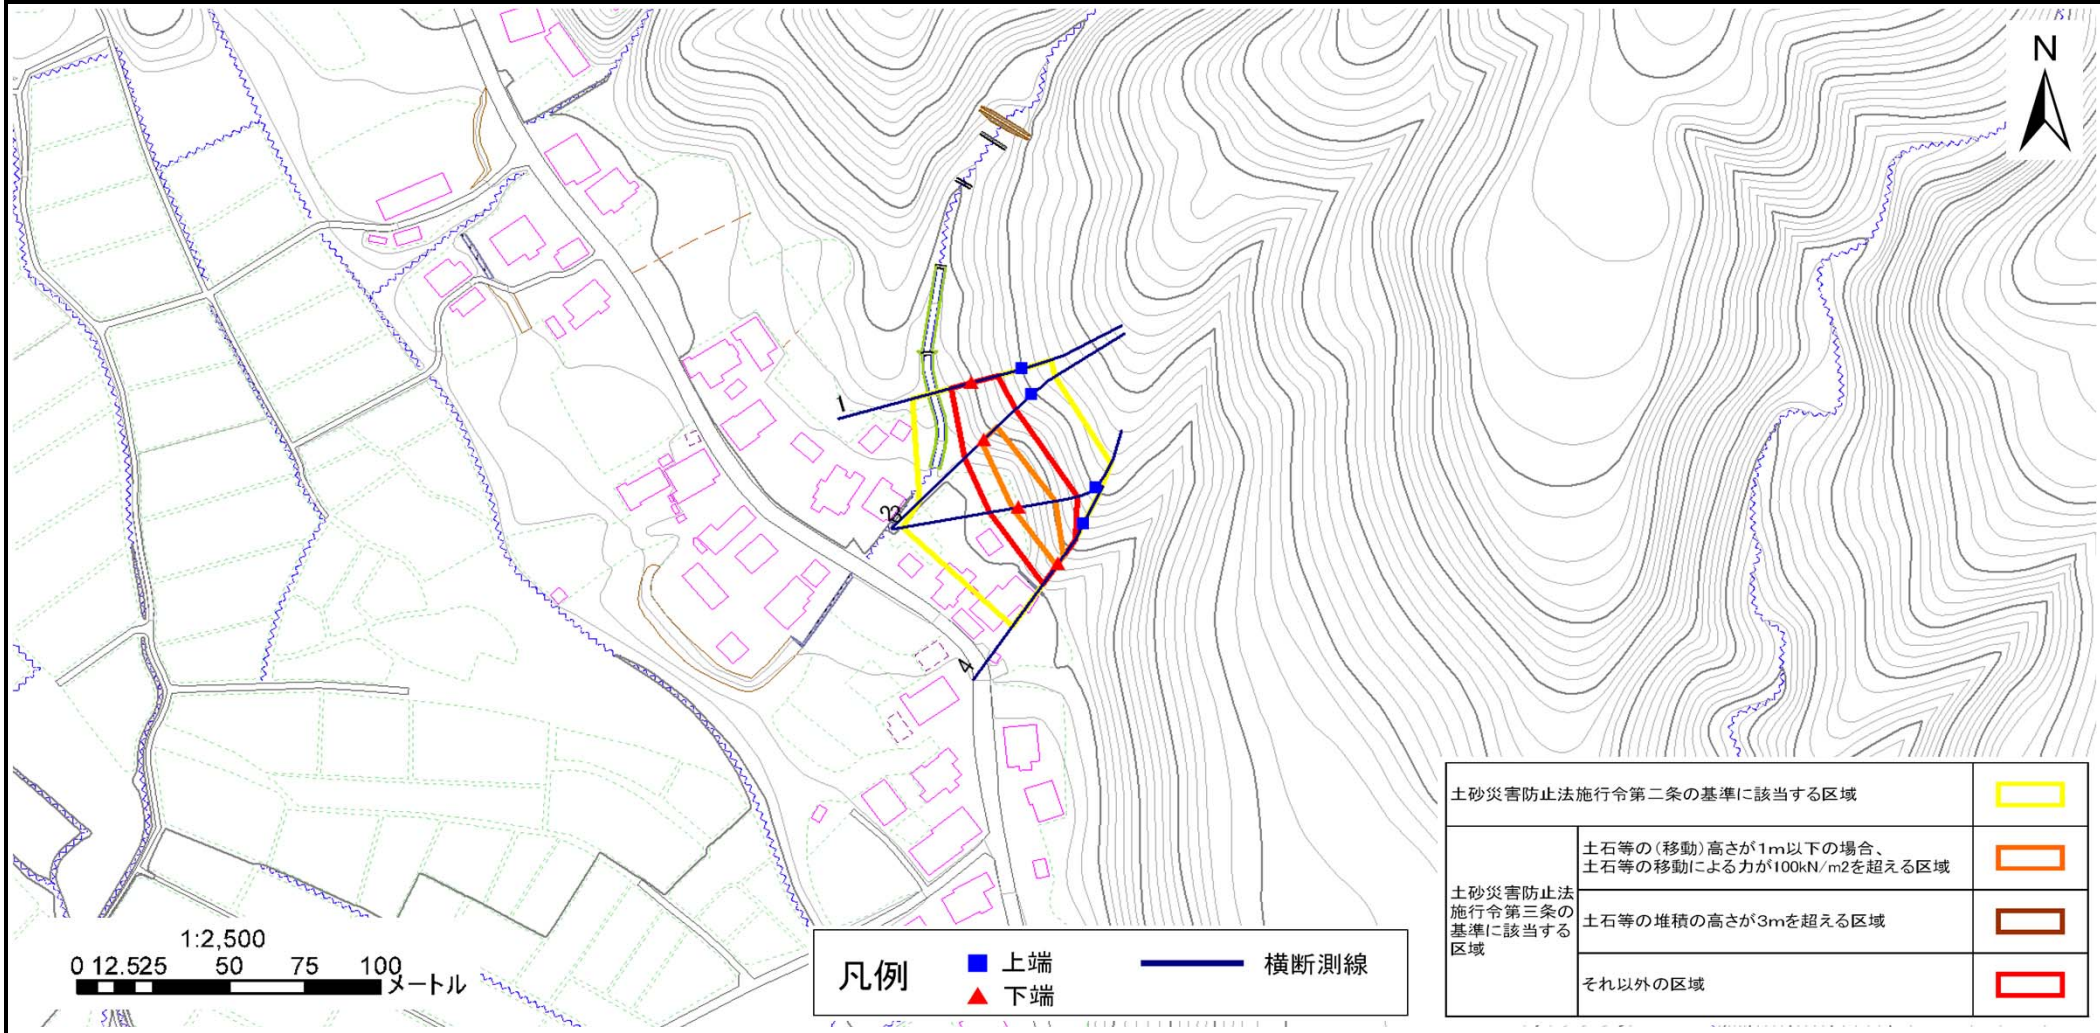 N
1
23
4
土砂災害防止法施行令第二条の基準に該当する区域
土砂災害防止法
施行令第三条の
基準に該当する
区域
土石等の(移動)高さが1m以下の場合、
土石等の移動による力が100kN/m2を超える区域
土石等の堆積の高さが3mを超える区域
それ以外の区域
1:2,500
0 12.525 50 75 100
メートル
凡例
上端
下端
横断測線